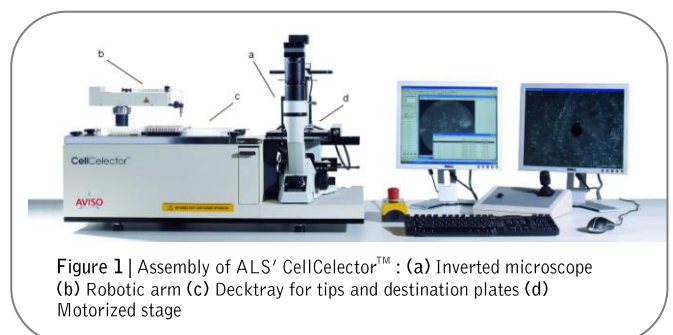 b
a
c
d
CellCelector™
AVISO
Figure 1 | Assembly of ALS’ CellCelector™ : (a) Inverted microscope
(b) Robotic arm (c) Decktray for tips and destination plates (d)
Motorized stage